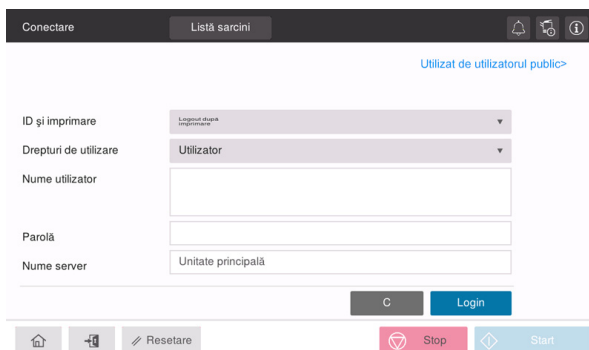 Conectare
Listă sarcini
Utilizat de utilizatorul public>
ID şi imprimare
Logout după
imprimare
Drepturi de utilizare
Utilizator
Nume utilizator
Parolă
Nume server
Unitate principală
C
Login
Resetare
Stop
Start